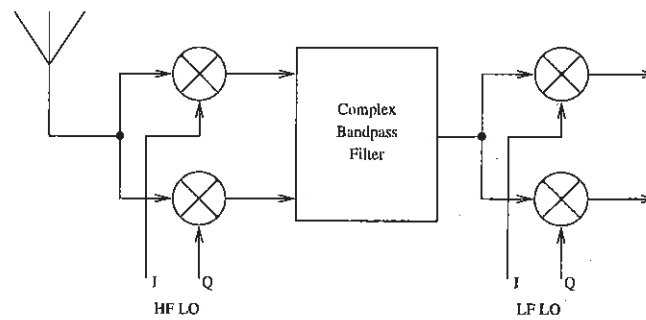 Complex
Bandpass
Filter
I
Q
I
Q
HF LO
LF LO